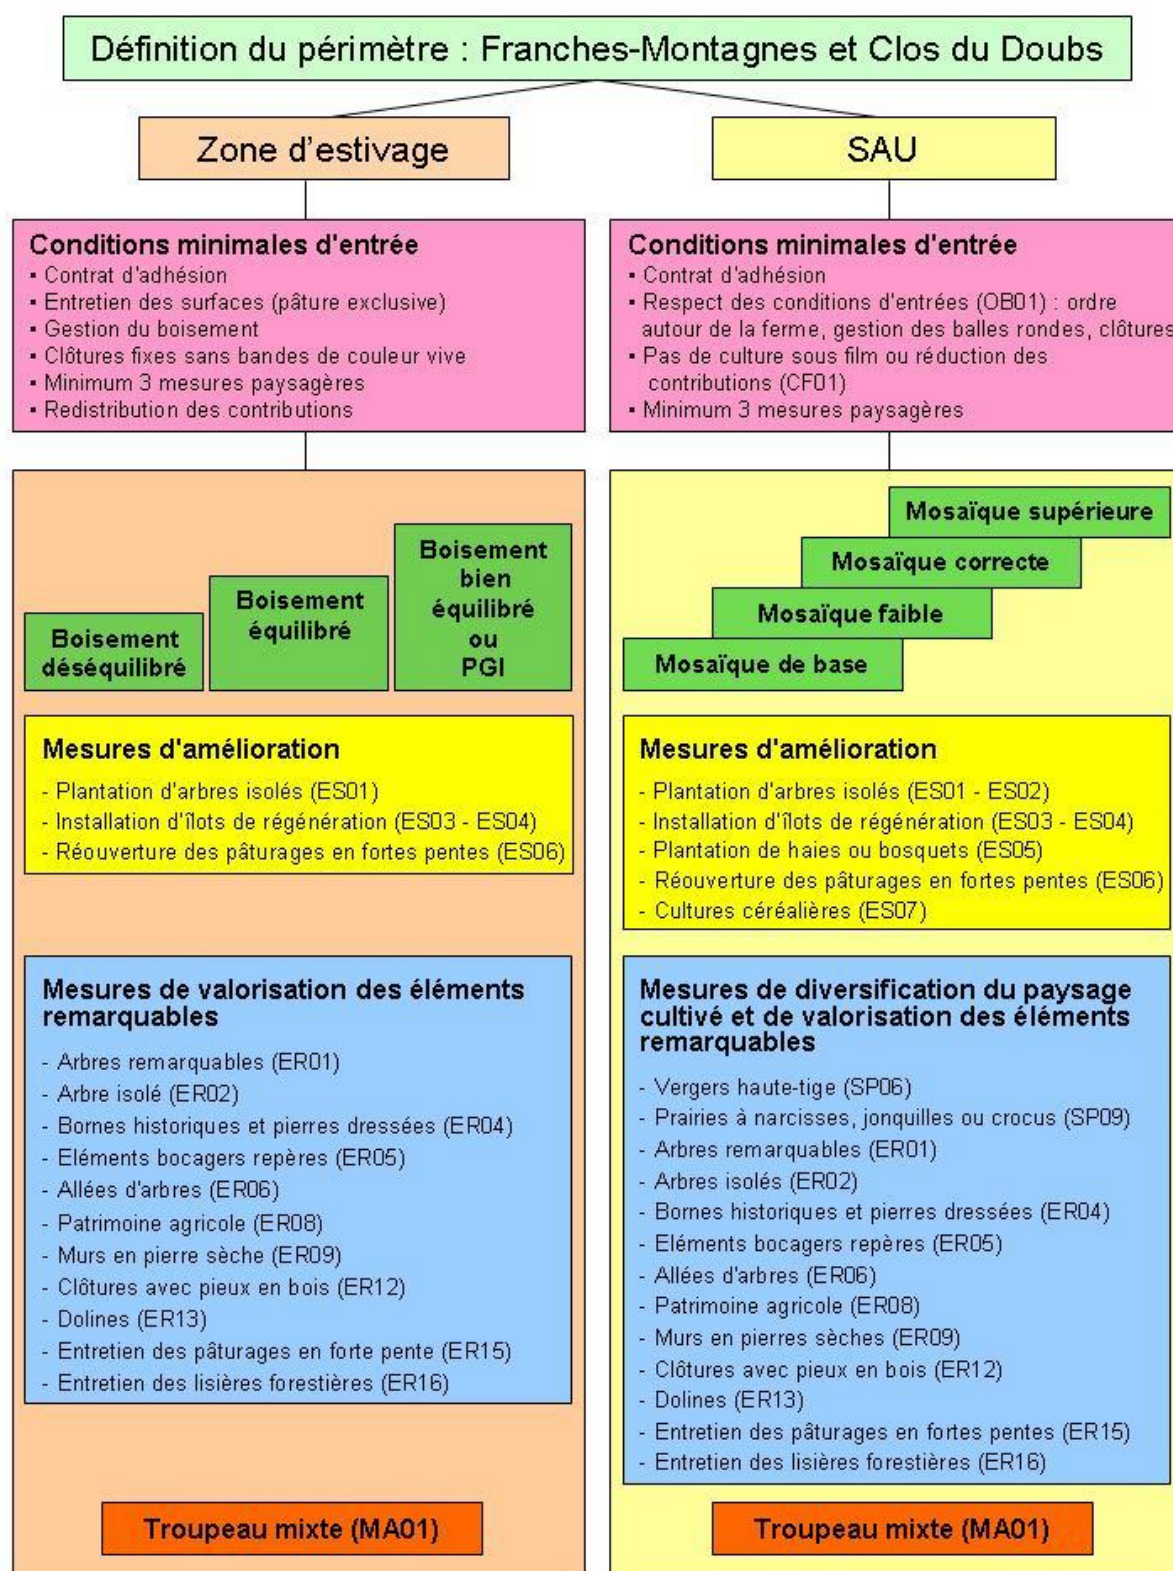 Définition du périmètre : Franches-Montagnes et Clos du Doubs
Zone d'estivage
Conditions minimales d'entrée
▪ Contrat d'adhésion
▪ Entretien des surfaces (pâture exclusive)
▪ Gestion du boisement
▪ Clôtures fixes sans bandes de couleur vive
▪ Minimum 3 mesures paysagères
▪ Redistribution des contributions
Boisement
déséquilibré
Boisement
équilibré
Boisement
bien
équilibré
ou
PGI
Mesures d'amélioration
- Plantation d'arbres isolés (ES01)
- Installation d'îlots de régénération (ES03 - ES04)
- Réouverture des pâturages en fortes pentes (ES06)
Mesures de valorisation des éléments
remarquables
- Arbres remarquables (ER01)
- Arbre isolé (ER02)
- Bornes historiques et pierres dressées (ER04)
- Eléments bocagers repères (ER05)
- Allées d'arbres (ER06)
- Patrimoine agricole (ER08)
- Murs en pierre sèche (ER09)
- Clôtures avec pieux en bois (ER12)
- Dolines (ER13)
- Entretien des pâturages en forte pente (ER15)
- Entretien des lisières forestières (ER16)
Troupeau mixte (MA01)
SAU
Conditions minimales d'entrée
▪ Contrat d'adhésion
▪ Respect des conditions d'entrées (OB01) : ordre
autour de la ferme, gestion des balles rondes, clôtures
▪ Pas de culture sous film ou réduction des
contributions (CF01)
▪ Minimum 3 mesures paysagères
Mosaïque supérieure
Mosaïque correcte
Mosaïque faible
Mosaïque de base
Mesures d'amélioration
- Plantation d'arbres isolés (ES01 - ES02)
- Installation d'îlots de régénération (ES03 - ES04)
- Plantation de haies ou bosquets (ES05)
- Réouverture des pâturages en fortes pentes (ES06)
- Cultures céréalières (ES07)
Mesures de diversification du paysage
cultivé et de valorisation des éléments
remarquables
- Vergers haute-tige (SP06)
- Prairies à narcisses, jonquilles ou crocus (SP09)
- Arbres remarquables (ER01)
- Arbres isolés (ER02)
- Bornes historiques et pierres dressées (ER04)
- Eléments bocagers repères (ER05)
- Allées d'arbres (ER06)
- Patrimoine agricole (ER08)
- Murs en pierres sèches (ER09)
- Clôtures avec pieux en bois (ER12)
- Dolines (ER13)
- Entretien des pâturages en fortes pentes (ER15)
- Entretien des lisières forestières (ER16)
Troupeau mixte (MA01)